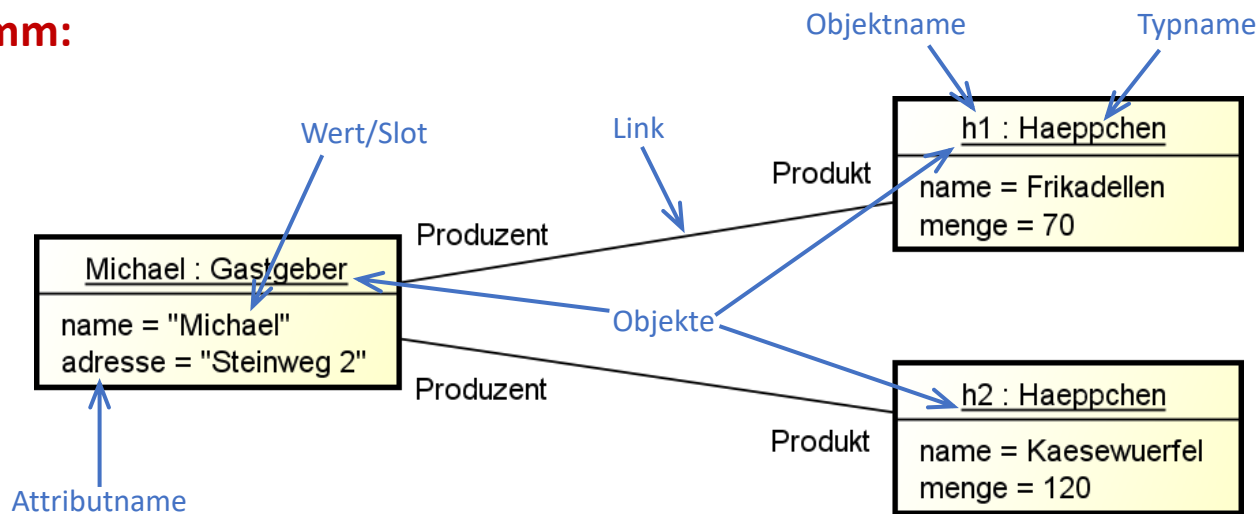 mm:
Objektname
Typname
Wert/Slot
Link
h1 : Haeppchen
Produkt
name = Frikadellen
menge = 70
Produzent
Michael : Gastgeber
name = "Michael"
adresse = "Steinweg 2"
Objekte
Produzent
h2 : Haeppchen
Produkt
name = Kaesewuerfel
menge = 120
Attributname